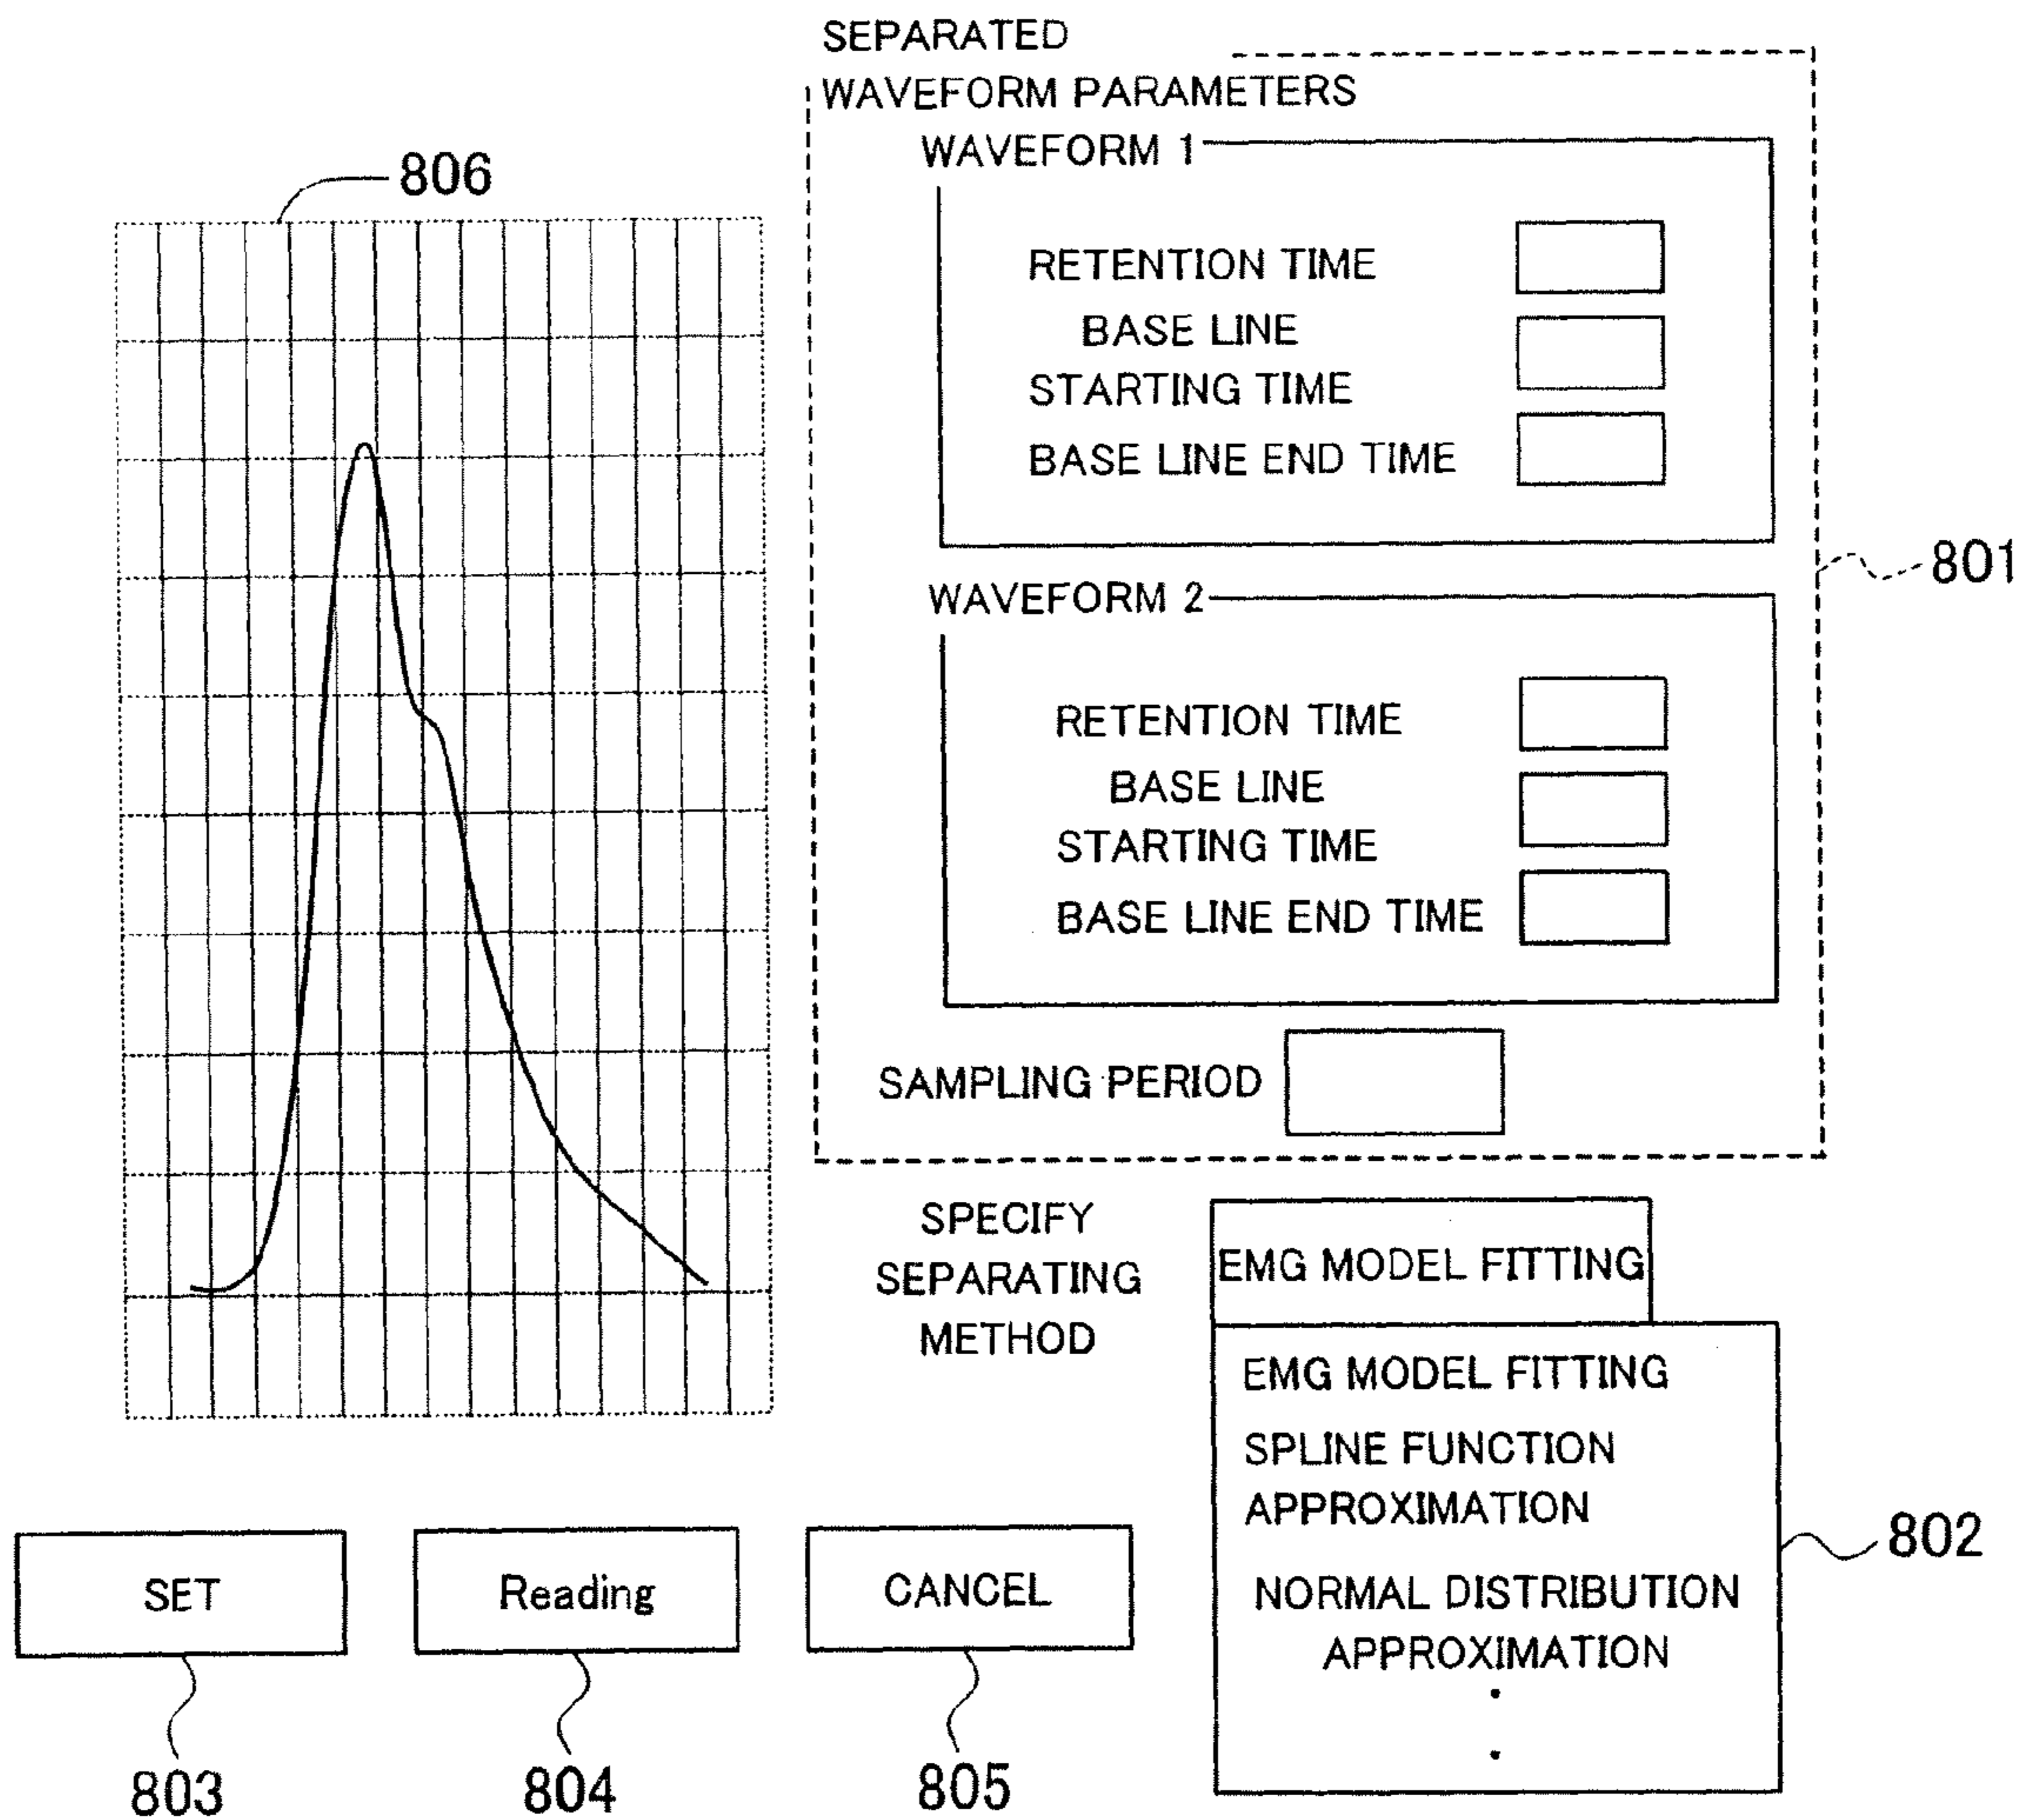 SEPARATED
WAVEFORM PARAMETERS
WAVEFORM 1
806
RETENTION TIME
BASE LINE
STARTING TIME
BASE LINE END TIME
801
WAVEFORM 2
RETENTION TIME
BASE LINE
STARTING TIME
BASE LINE END TIME
SAMPLING PERIOD
SPECIFY
SEPARATING
METHOD
EMG MODEL FITTING
EMG MODEL FITTING
SPLINE FUNCTION
APPROXIMATION
NORMAL DISTRIBUTION
APPROXIMATION
802
SET
Reading
CANCEL
803
804
805